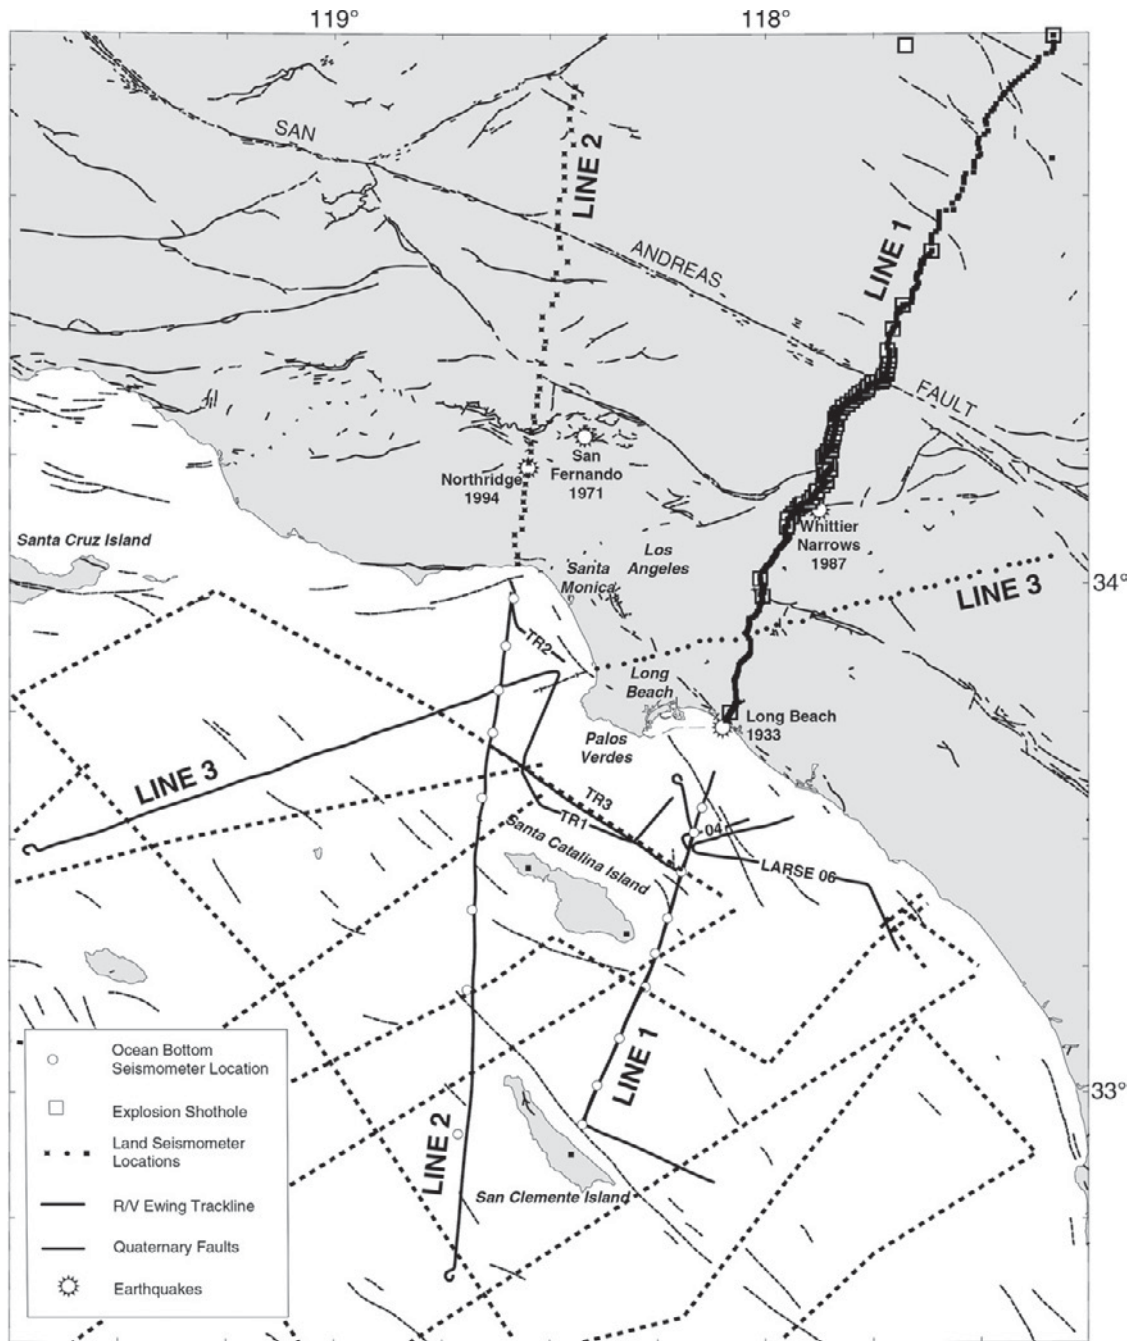 119°
118°
SAN
LINE 2
ANDREAS
LINE 1
FAULT
Northridge
1994
San
Fernando
1971
Whittier
Narrows
1987
Santa Cruz Island
Los
Angeles
Santa
Monica
34°
LINE 3
TR2
Long
Beach
Long Beach
1933
Palos
Verdes
LINE 3
TR3
TR1
04
Santa Catalina Island
LARSE 06
LINE 1
33°
LINE 2
San Clemente Island
Ocean Bottom
Seismometer Location
Explosion Shothole
Land Seismometer
Locations
R/V Ewing Trackline
Quaternary Faults
Earthquakes